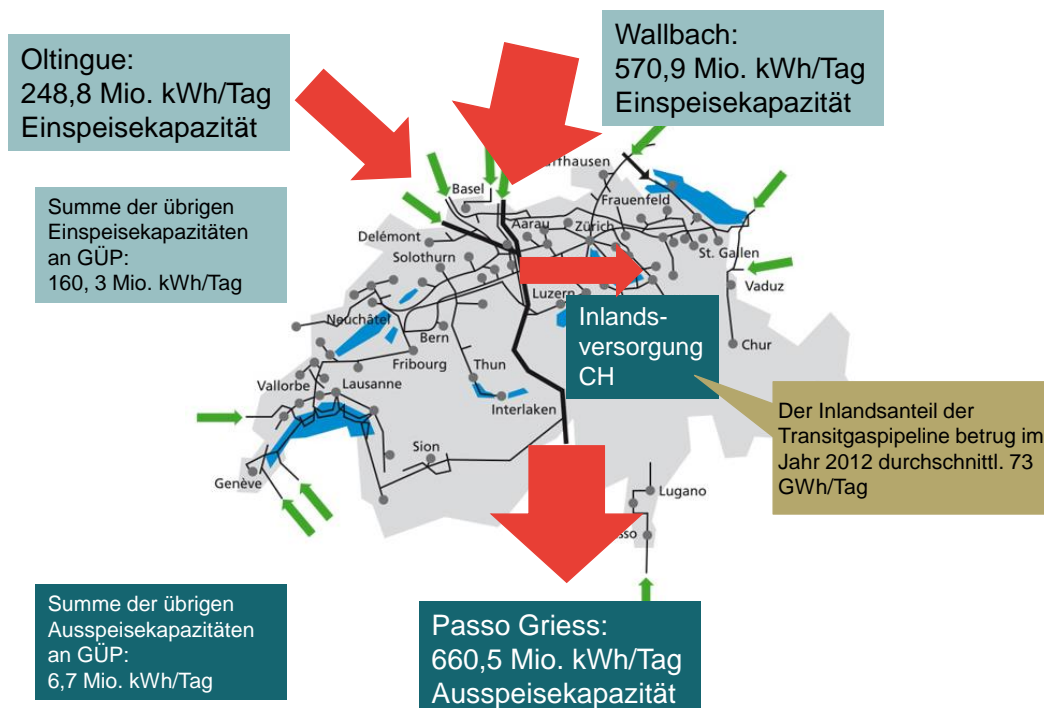 Oltingue:
248,8 Mio. kWh/Tag
Einspeisekapazität
Wallbach:
570,9 Mio. kWh/Tag
Einspeisekapazität
Summe der übrigen
Einspeisekapazitäten
an GÜP:
160, 3 Mio. kWh/Tag
Basel
Frauenfeld
Delémont
Aarau
Zürich
St. Gallen
Solothurn
Vaduz
Luzern
Neuchâtel
Bern
Chur
Fribourg
Thun
Vallorbe
Lausanne
Interlaken
Sion
Genève
Lugano
Inlands-
versorgung
CH
Der Inlandsanteil der
Transitgaspipeline betrug im
Jahr 2012 durchschnittl. 73
GWh/Tag
Summe der übrigen
Ausspeisekapazitäten
an GÜP:
6,7 Mio. kWh/Tag
Passo Griess:
660,5 Mio. kWh/Tag
Ausspeisekapazität